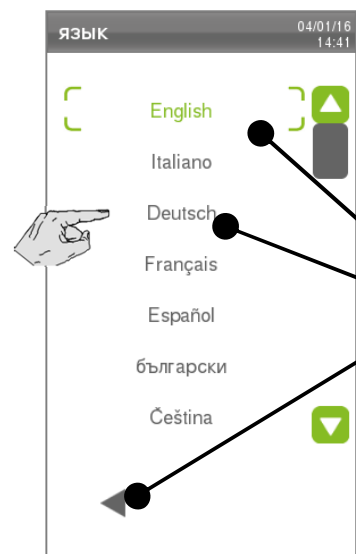 язык
04/01/16
14:41
English
Italiano
Deutsch
Français
Español
български
Čeština